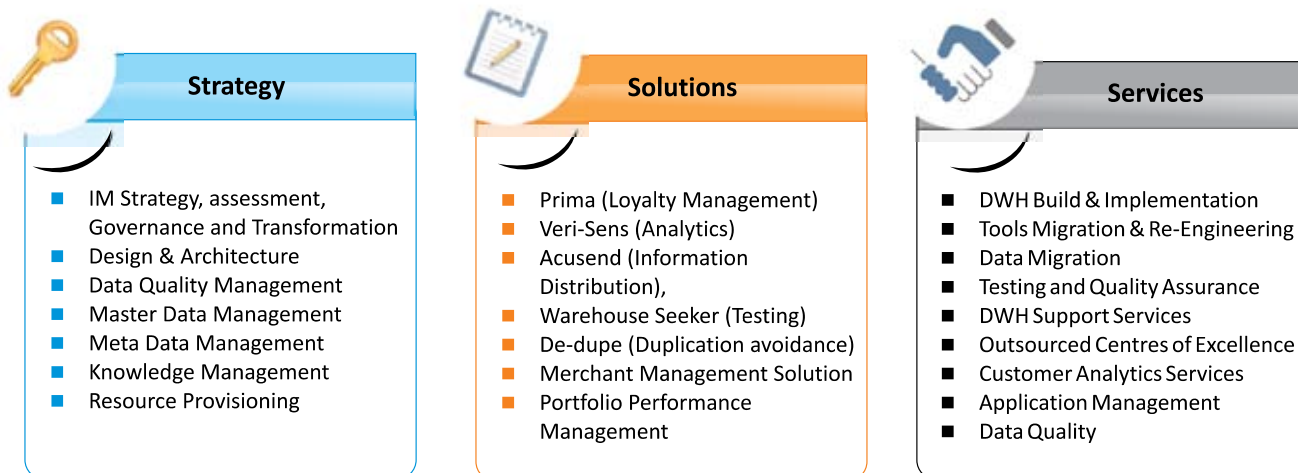 Strategy
IM Strategy, assessment,
Governance and Transformation
Design & Architecture
Data Quality Management
Master Data Management
Meta Data Management
Knowledge Management
Resource Provisioning
Solutions
Prima (Loyalty Management)
Veri-Sens (Analytics)
Acusend (Information
Distribution),
Warehouse Seeker (Testing)
De-dupe (Duplication avoidance)
Merchant Management Solution
Portfolio Performance
Management
Services
DWH Build & Implementation
Tools Migration & Re-Engineering
Data Migration
Testing and Quality Assurance
DWH Support Services
Outsourced Centres of Excellence
Customer Analytics Services
Application Management
Data Quality